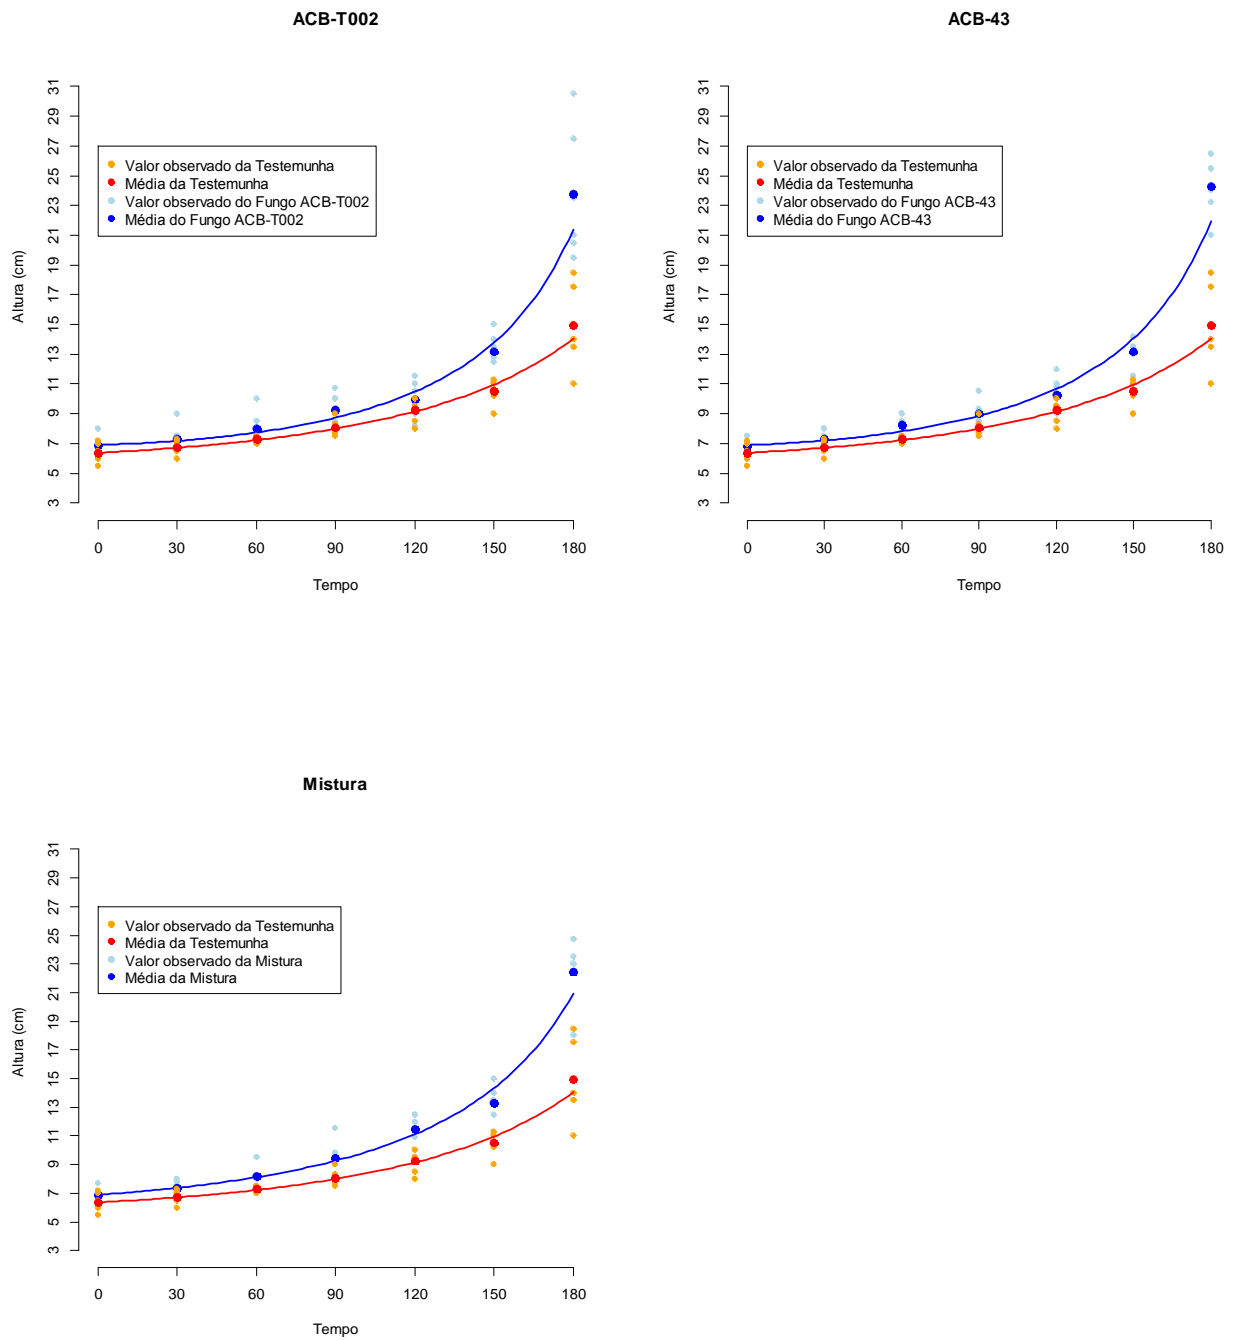 ACB-T002
Altura (cm)
31
29
27
25
23
21
19
17
15
13
11
9
7
5
3
Valor observado da Testemunha
Média da Testemunha
Valor observado do Fungo ACB-T002
Média do Fungo ACB-T002
0 30 60 90 120 150 180
Tempo
ACB-43
Altura (cm)
31
29
27
25
23
21
19
17
15
13
11
9
7
5
3
Valor observado da Testemunha
Média da Testemunha
Valor observado do Fungo ACB-43
Média do Fungo ACB-43
0 30 60 90 120 150 180
Tempo
Mistura
Altura (cm)
31
29
27
25
23
21
19
17
15
13
11
9
7
5
3
Valor observado da Testemunha
Média da Testemunha
Valor observado da Mistura
Média da Mistura
0 30 60 90 120 150 180
Tempo